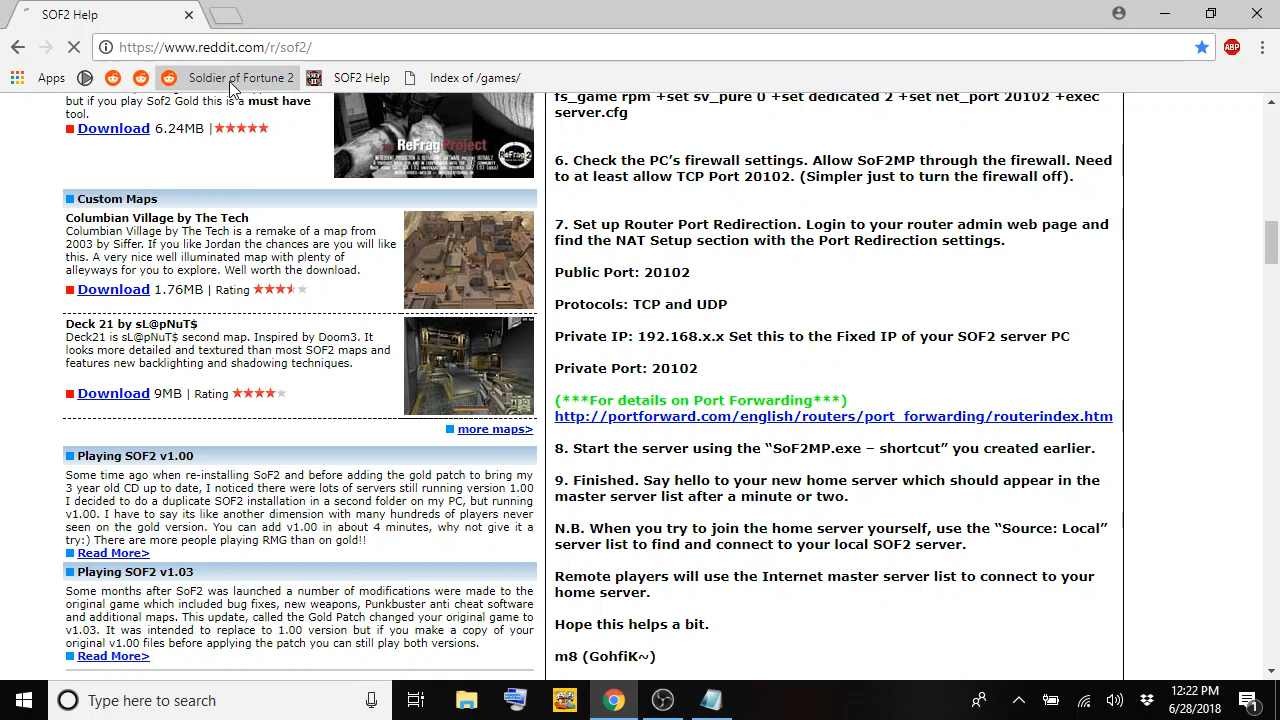 SOF2 Help
https://www.reddit.com/r/sof2/
ABP
Apps
Soldier of Fortune 2
SOF2 Help
Index of /games/
but if you play Sof2 Gold this is a must have
tool.
Download 6.24MB |
ReFrag Project
Custom Maps
Columbian Village by The Tech
Columbian Village by The Tech is a remake of a map from
2003 by Siffer. If you like Jordan the chances are you will like
this. A very nice well illuminated map with plenty of
alleyways for you to explore. Well worth the download.
Download 1.76MB | Rating
Deck 21 by sL@pNuT$
Deck21 is sL@pNuT$ second map. Inspired by Doom3. It
looks more detailed and textured than most SOF2 maps and
features new backlighting and shadowing techniques.
Download 9MB | Rating
more maps>
Playing SOF2 v1.00
Some time ago when re-installing SoF2 and before adding the gold patch to bring my
3 year old CD up to date, I noticed there were lots of servers still running version 1.00
I decided to do a duplicate SOF2 installation in a second folder on my PC, but running
v1.00. I have to say its like another dimension with many hundreds of players never
seen on the gold version. You can add v1.00 in about 4 minutes, why not give it a
try:) There are more people playing RMG than on gold!!
Read More>
Playing SOF2 v1.03
Some months after SoF2 was launched a number of modifications were made to the
original game which included bug fixes, new weapons, Punkbuster anti cheat software
and additional maps. This update, called the Gold Patch changed your original game to
v1.03. It was intended to replace to 1.00 version but if you make a copy of your
original v1.00 files before applying the patch you can still play both versions.
Read More>
fs_game rpm +set sv_pure 0 +set dedicated 2 +set net_port 20102 +exec
server.cfg
6. Check the PC’s firewall settings. Allow SoF2MP through the firewall. Need
to at least allow TCP Port 20102. (Simpler just to turn the firewall off).
7. Set up Router Port Redirection. Login to your router admin web page and
find the NAT Setup section with the Port Redirection settings.
Public Port: 20102
Protocols: TCP and UDP
Private IP: 192.168.x.x Set this to the Fixed IP of your SOF2 server PC
Private Port: 20102
(***For details on Port Forwarding***)
http://portforward.com/english/routers/port_forwarding/routerindex.htm
8. Start the server using the “SoF2MP.exe – shortcut” you created earlier.
9. Finished. Say hello to your new home server which should appear in the
master server list after a minute or two.
N.B. When you try to join the home server yourself, use the “Source: Local”
server list to find and connect to your local SOF2 server.
Remote players will use the Internet master server list to connect to your
home server.
Hope this helps a bit.
m8 (GohfiK~)
Type here to search
12:22 PM
6/28/2018
1